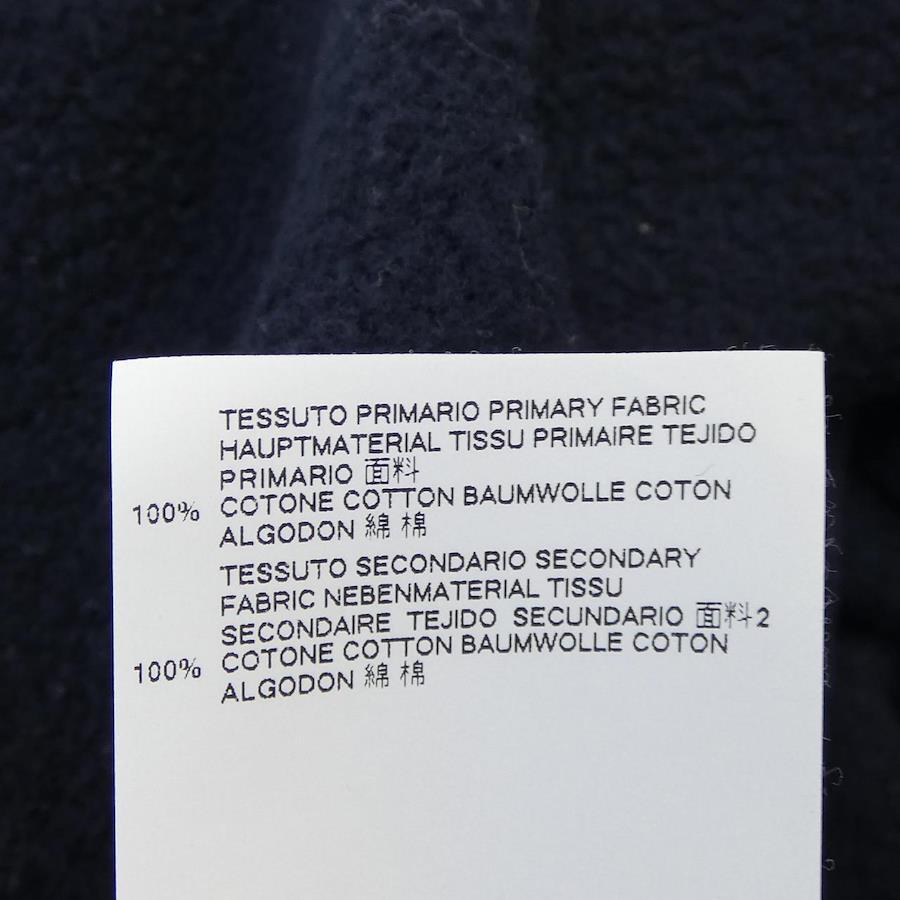 TESSUTO PRIMARIO PRIMARY FABRIC
HAUPTMATERIAL TISSU PRIMAIRE TEJIDO
PRIMARIO 面料
100% COTONE COTTON BAUMWOLLE COTON
ALGODON 綿 棉
TESSUTO SECONDARIO SECONDARY
FABRIC NEBENMATERIAL TISSU
SECONDAIRE TEJIDO SECUNDARIO 面料2
100% COTONE COTTON BAUMWOLLE COTON
ALGODON 綿 棉